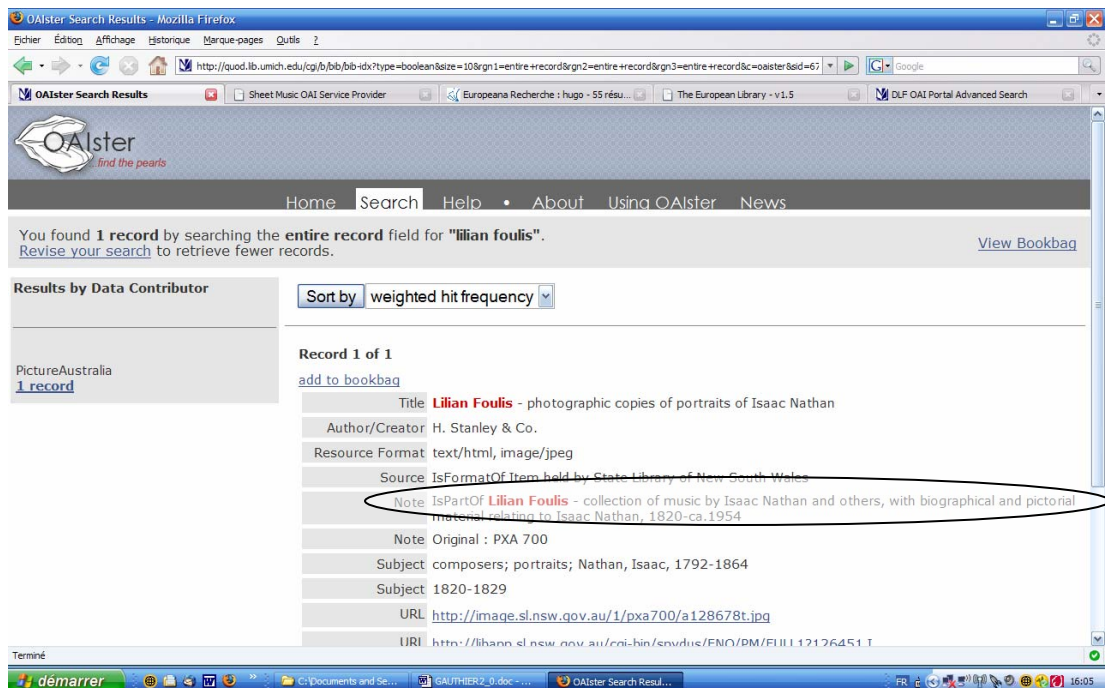 OAIster Search Results - Mozilla Firefox
Fichier Édition Affichage Historique Marque-pages Outils ?
http://quod.lib.umich.edu/cgi/b/bib/bib-idx?type=boolean&size=10&rgn1=entire+record&rgn2=entire+record&rgn3=entire+record&c=oaister&sid=67
G Google
OAIster Search Results
Sheet Music OAI Service Provider
Europeana Recherche : hugo - 55 résu...
The European Library - v1.5
DLF OAI Portal Advanced Search
OAIster
...find the pearls
Home Search Help • About Using OAIster News
You found 1 record by searching the entire record field for "lilian foulis".
Revise your search to retrieve fewer records.
View Bookbag
Results by Data Contributor
PictureAustralia
1 record
Sort by weighted hit frequency
Record 1 of 1
add to bookbag
Title Lilian Foulis - photographic copies of portraits of Isaac Nathan
Author/Creator H. Stanley & Co.
Resource Format text/html, image/jpeg
Source IsFormatOf Item held by State Library of New South Wales
Note IsPartOf Lilian Foulis - collection of music by Isaac Nathan and others, with biographical and pictorial
material relating to Isaac Nathan, 1820-ca.1954
Note Original : PXA 700
Subject composers; portraits; Nathan, Isaac, 1792-1864
Subject 1820-1829
URL http://image.sl.nsw.gov.au/1/pxa700/a128678t.jpg
URL
Terminé
démarrer
C:\Documents and Se...
GAUTHIER2_0.doc - ...
OAIster Search Resul...
FR
16:05